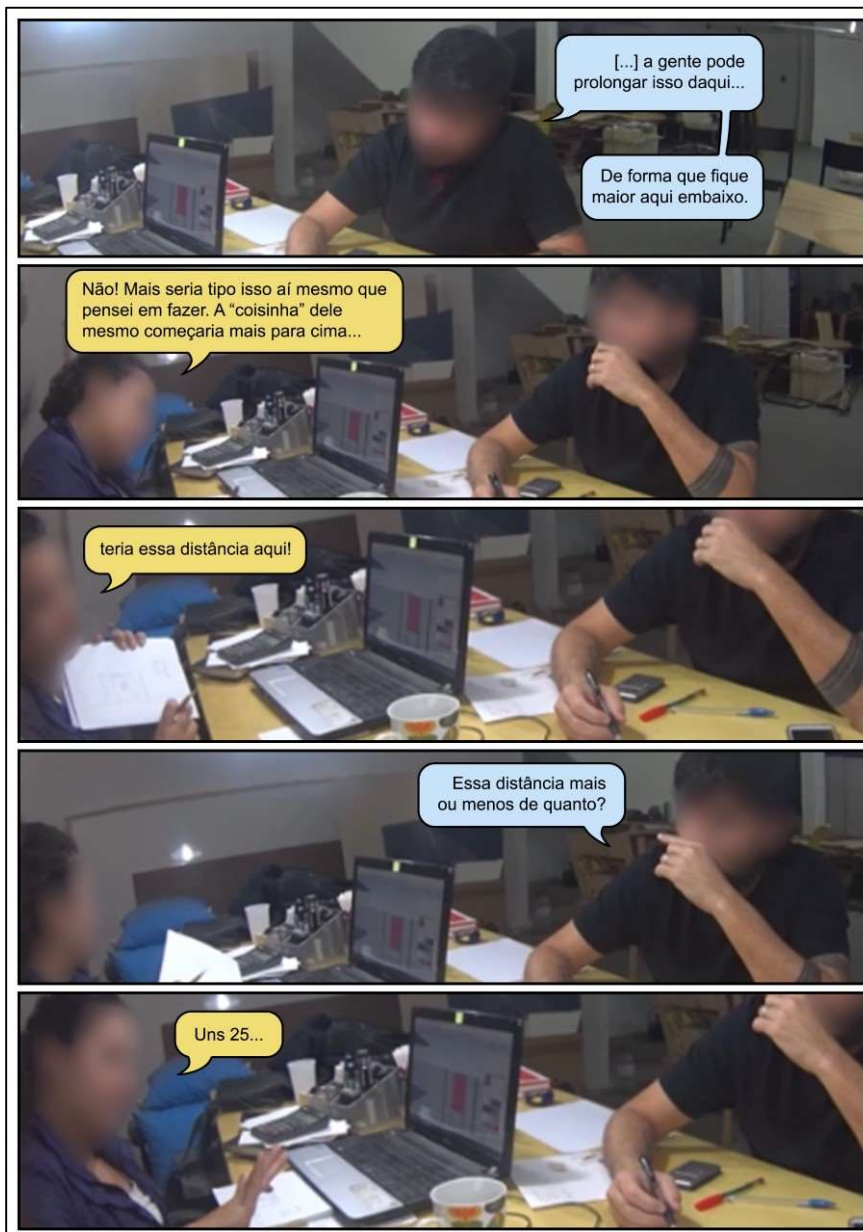 [...] a gente pode
prolongar isso daqui...
De forma que fique
maior aqui embaixo.
Não! Mais seria tipo isso aí mesmo que
pensei em fazer. A “coisinha” dele
mesmo começaria mais para cima...
teria essa distância aqui!
Essa distância mais
ou menos de quanto?
Uns 25...